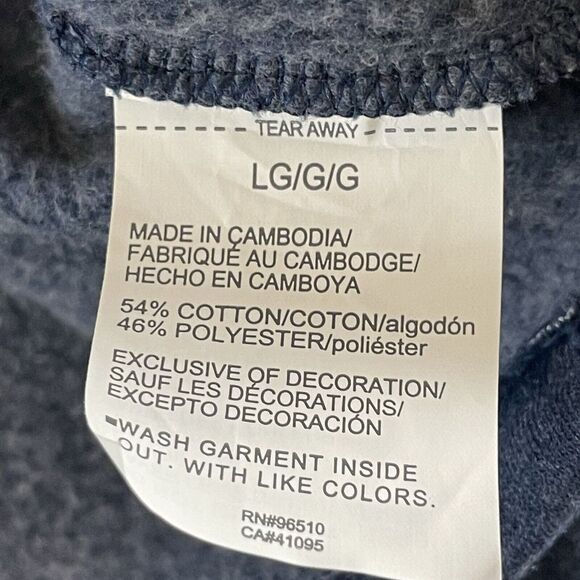 TEAR AWAY
LG/G/G
MADE IN CAMBODIA/
FABRIQUÉ AU CAMBODGE/
HECHO EN CAMBOYA
54% COTTON/COTON/algodón
46% POLYESTER/poliéster
EXCLUSIVE OF DECORATION/
SAUF LES DÉCORATIONS/
EXCEPTO DECORACIÓN
WASH GARMENT INSIDE
OUT. WITH LIKE COLORS.
RN#96510
CA#41095